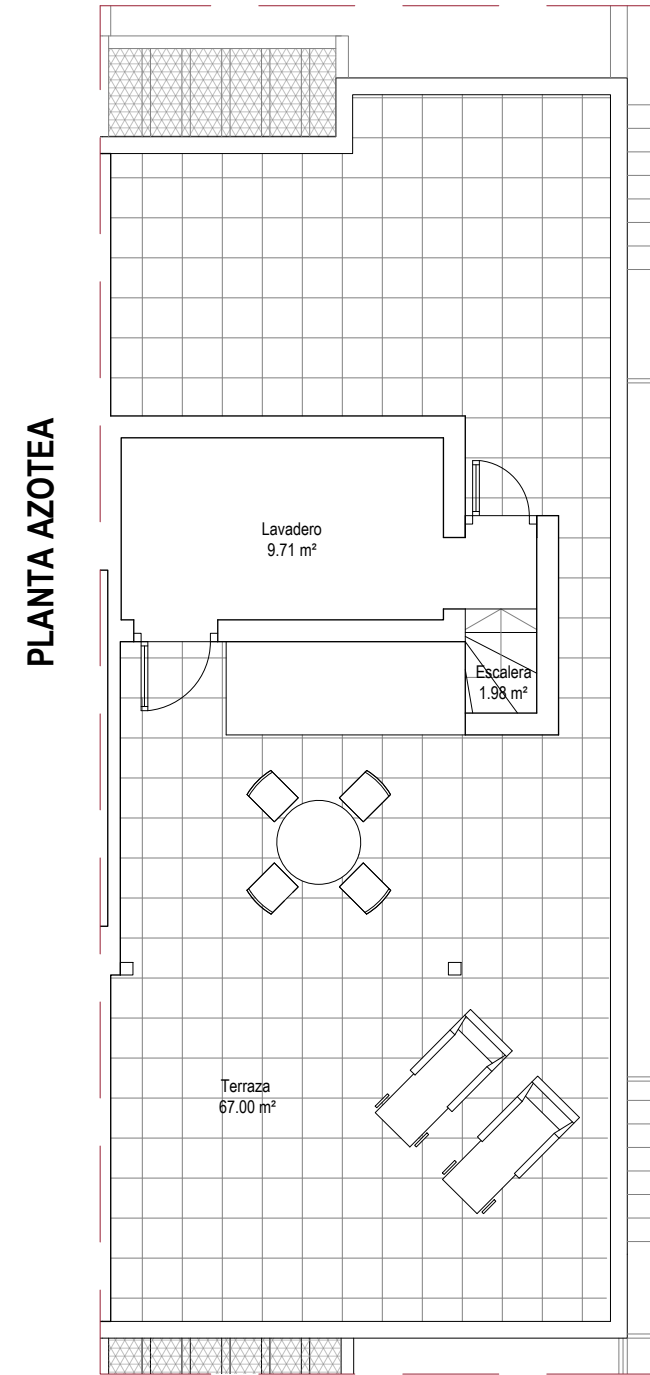 PLANTA AZOTEA
Lavadero
9.71 m²
Escalera
1.98 m²
Terraza
67.00 m²